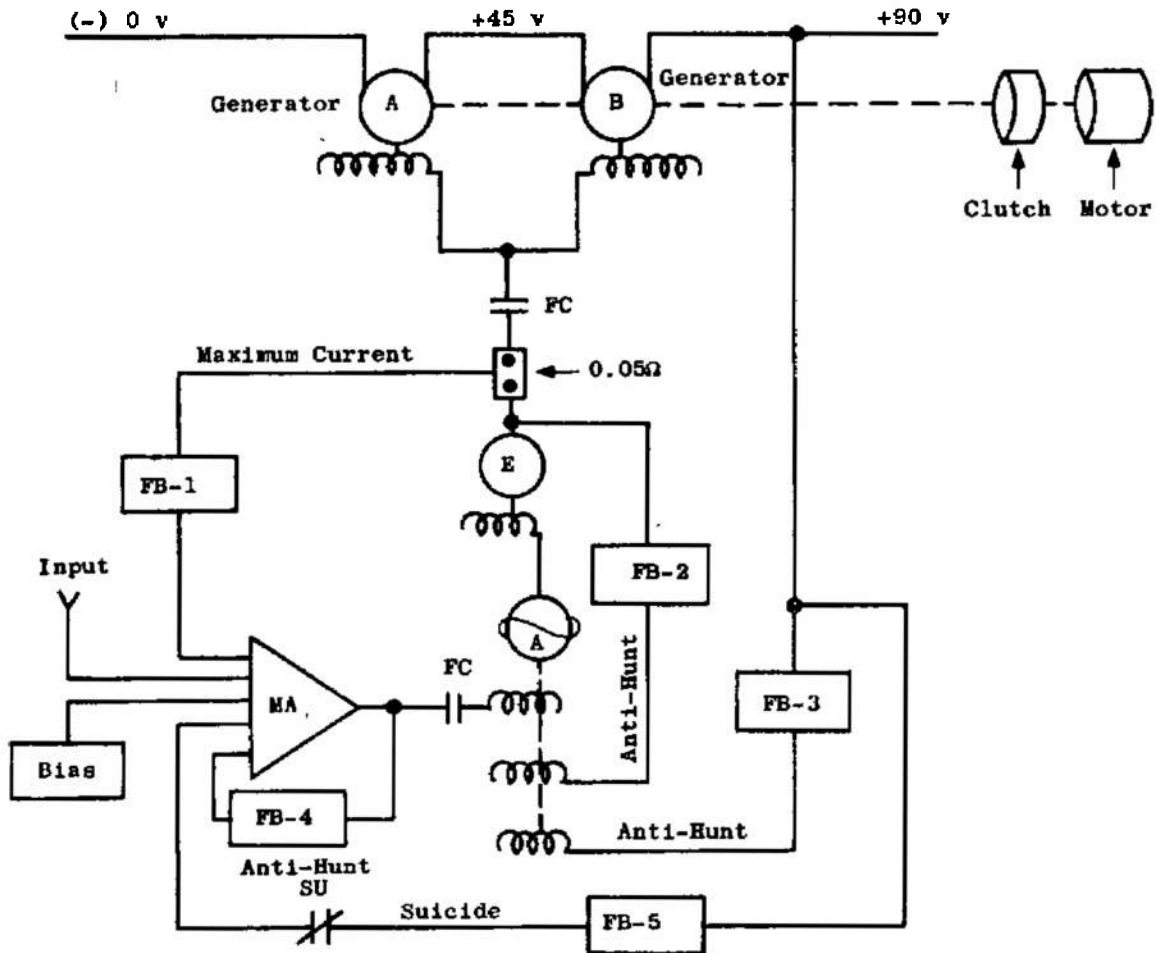 (-) 0 v
+45 v
+90 v
Generator
A
B
Generator
Clutch
Motor
FC
Maximum Current
0.05Ω
E
FB-1
FB-2
Input
A
FC
MA
FB-3
Anti-Hunt
Bias
FB-4
Anti-Hunt
Anti-Hunt
SU
Suicide
FB-5